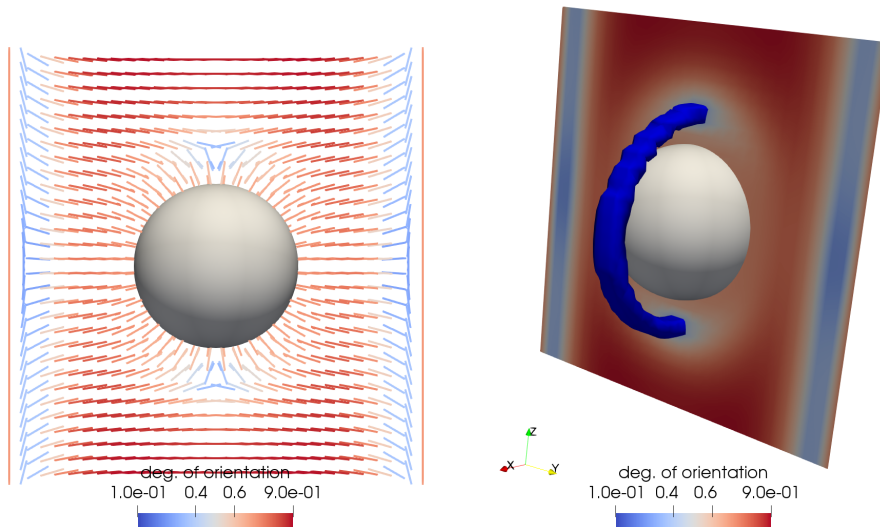 Z
X
Y
deg. of orientation
1.0e-01 0.4 0.6 9.0e-01
deg. of orientation
1.0e-01 0.4 0.6 9.0e-01